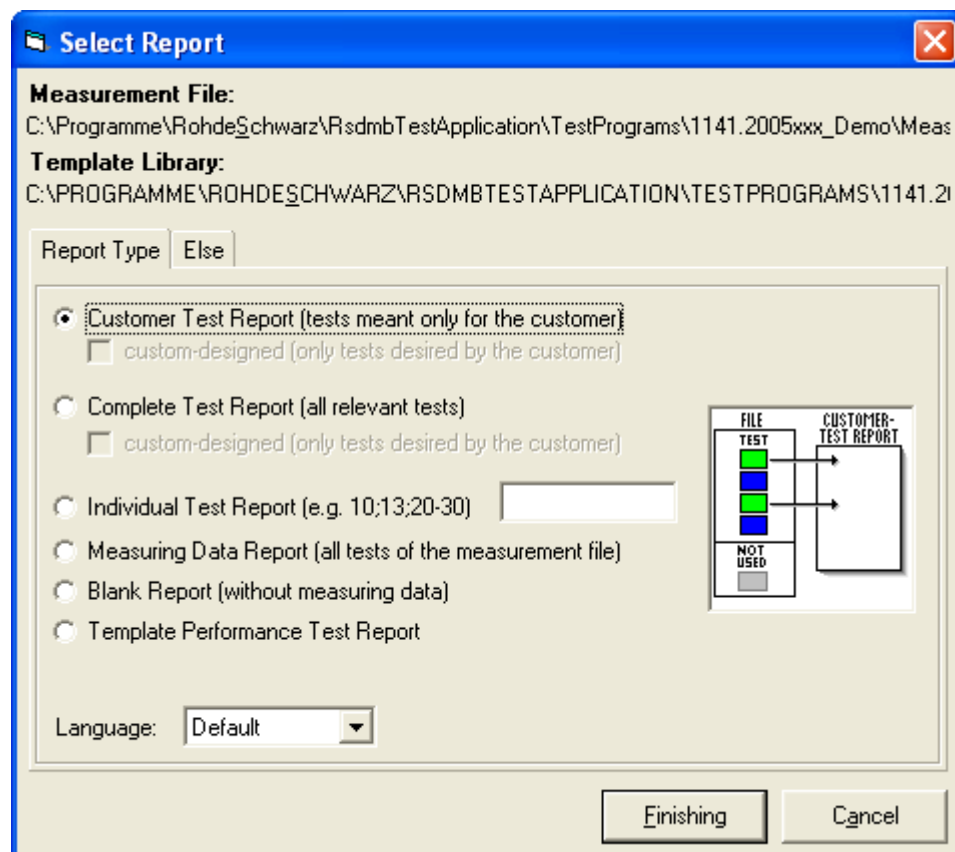 Select Report
Measurement File:
C:\Programme\RohdeSchwarz\RsdmbTestApplication\TestPrograms\1141.2005xxx_Demo\Meas
Template Library:
C:\PROGRAMME\ROHDESCHWARZ\RSDMBTESTAPPLICATION\TESTPROGRAMS\1141.2
Report Type
Else
Customer Test Report (tests meant only for the customer)
custom-designed (only tests desired by the customer)
Complete Test Report (all relevant tests)
custom-designed (only tests desired by the customer)
Individual Test Report (e.g. 10;13;20-30)
Measuring Data Report (all tests of the measurement file)
Blank Report (without measuring data)
Template Performance Test Report
FILE
TEST
NOT
USED
CUSTOMER-
TEST REPORT
Language: Default
Finishing
Cancel